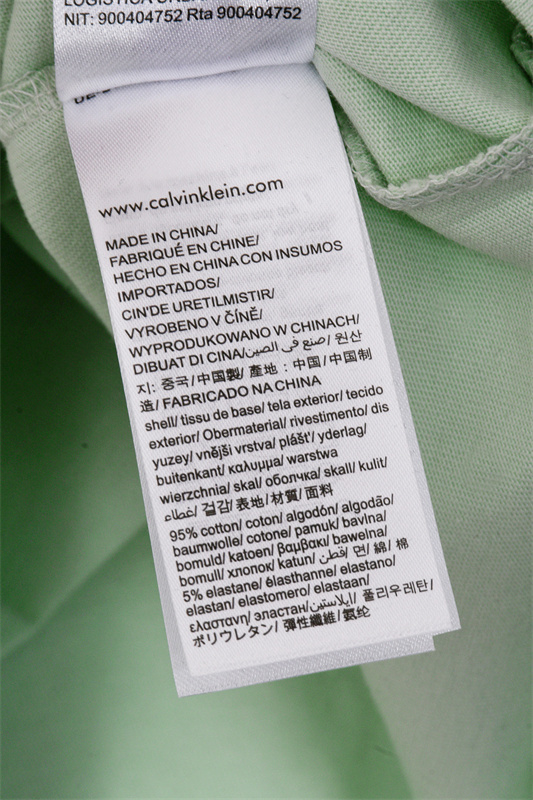 NIT: 900404752 Rta 900404752
www.calvinklein.com
MADE IN CHINA/
FABRIQUÉ EN CHINE/
HECHO EN CHINA CON INSUMOS
IMPORTADOS/
CIN'DE URETILMISTIR/
VYROBENO V ČÍNĚ/
WYPRODUKOWANO W CHINACH/
DIBUAT DI CINA/صنع في الصين/ 원산
지: 중국/中国製/ 產地 : 中国/中国制
造/ FABRICADO NA CHINA
shell/ tissu de base/ tela exterior/ tecido
exterior/ Obermaterial/ rivestimento/ dis
yuzey/ vnější vrstva/ plášť/ yderlag/
buitenkant/ καλυμμα/ warstwa
wierzchnia/ skal/ оболчка/ skall/ kulit/
غطاء/ 겉감/ 表地/ 材質/ 面料
95% cotton/ coton/ algodón/ algodão/
baumwolle/ cotone/ pamuk/ bavlna/
bomuld/ katoen/ βαμβακι/ bawelna/
bomull/ хлопок/ katun/ قطن/ 면/ 綿/ 棉
5% elastane/ élasthanne/ elastano/
elastan/ elastomero/ elastaan/
ελαστανη/ эластан/ايلاستين/ 폴리우레탄/
ポリウレタン/ 彈性纖維/ 氨纶